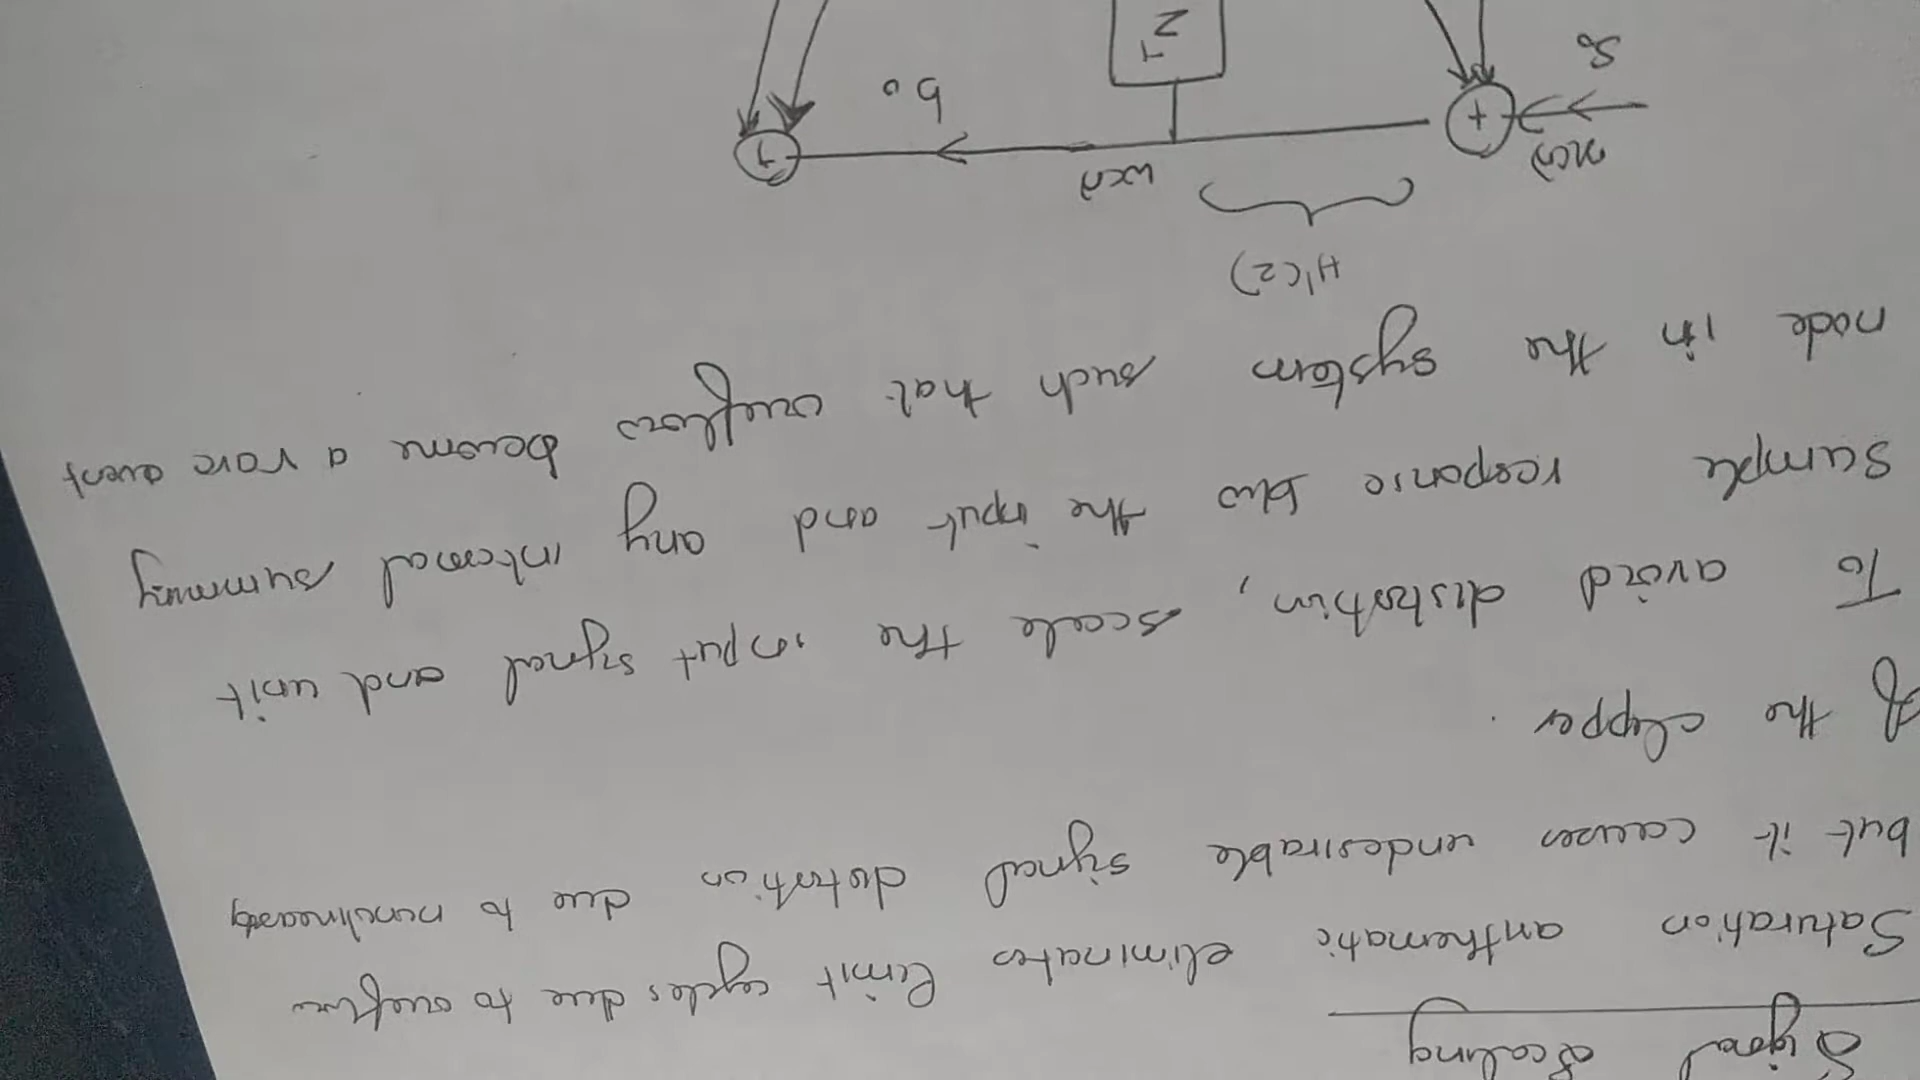 Signal Scaling
Saturation arithematic eliminates limit cycles due to overflow
but it causes undesirable signal distortion due to nonlinearity
of the clipper.
To avoid distortion, scale the input signal and unit
sample response b/w the input and any internal summing
node in the system such that overflow become a rare event
H'(z)
x(n) w(n)
+ +
S₀ b₀
z⁻¹